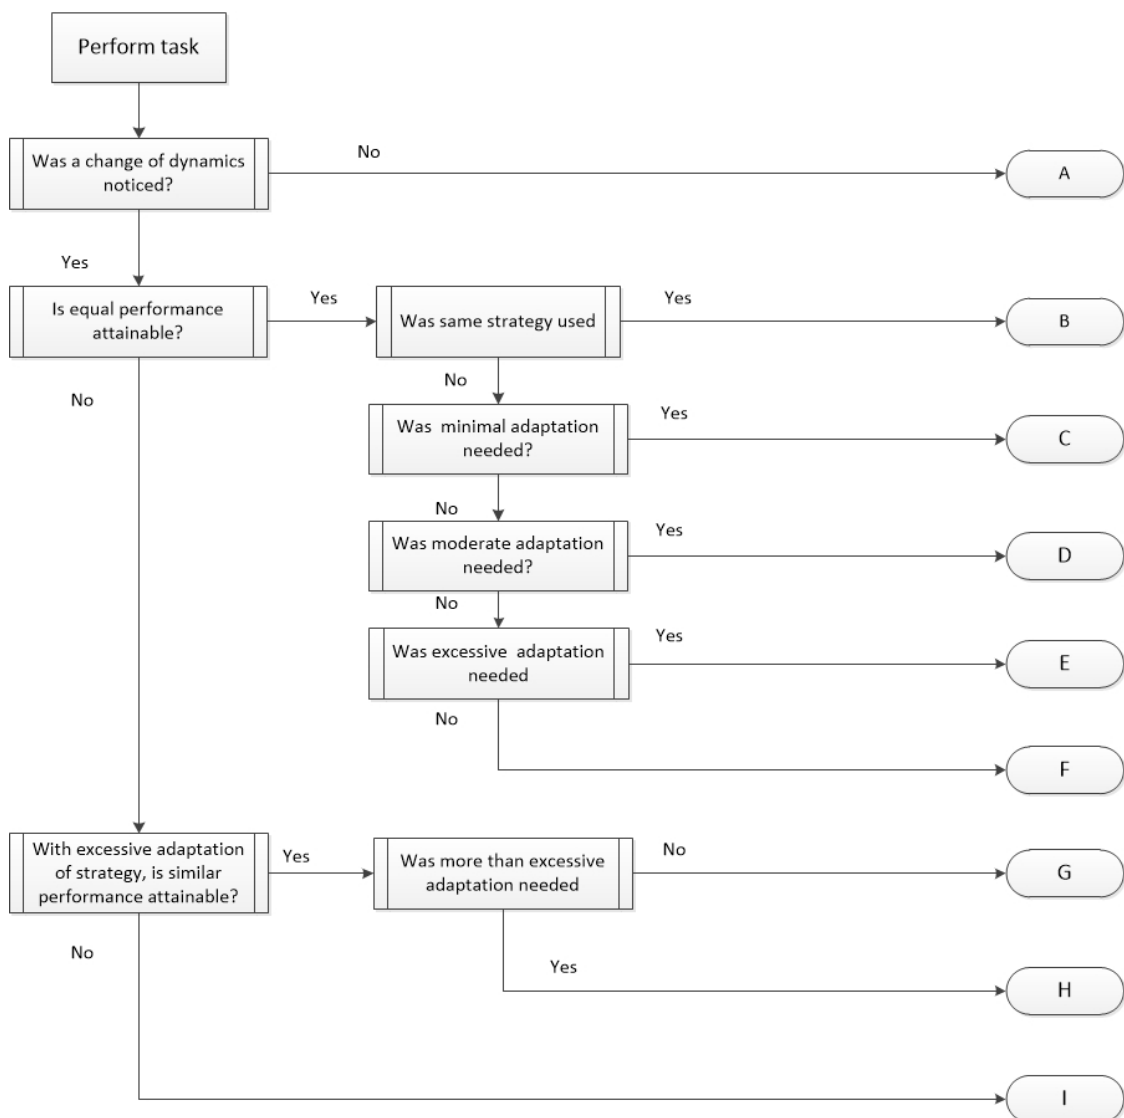 Perform task
Was a change of dynamics
noticed?
No
A
Yes
Is equal performance
attainable?
Yes
Was same strategy used
Yes
B
No
No
Was  minimal adaptation
needed?
Yes
C
No
Was moderate adaptation
needed?
Yes
D
No
Was excessive  adaptation
needed
Yes
E
No
F
With excessive adaptation
of strategy, is similar
performance attainable?
Yes
Was more than excessive
adaptation needed
No
G
No
Yes
H
I